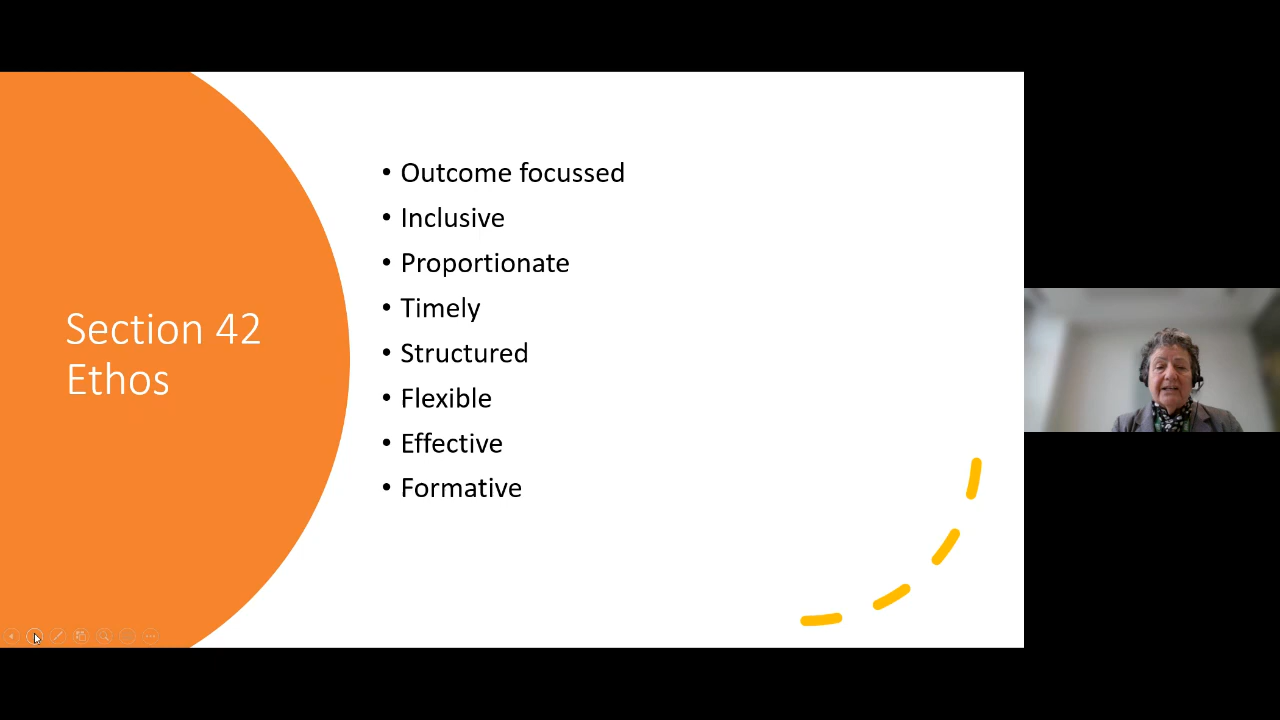 Section 42
Ethos
• Outcome focussed
• Inclusive
• Proportionate
• Timely
• Structured
• Flexible
• Effective
• Formative